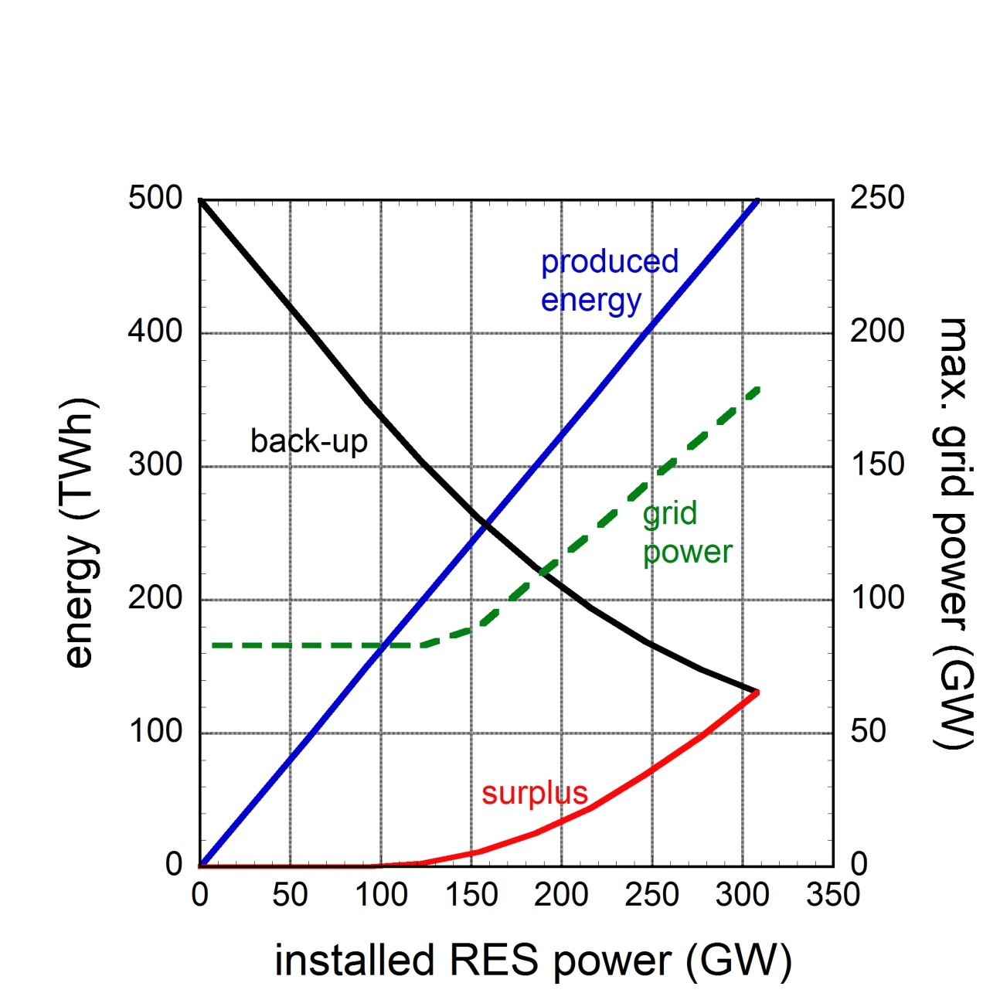 500
400
300
200
100
0
250
200
150
100
50
0
0
50
100
150
200
250
300
350
energy (TWh)
max. grid power (GW)
installed RES power (GW)
produced
energy
back-up
grid
power
surplus